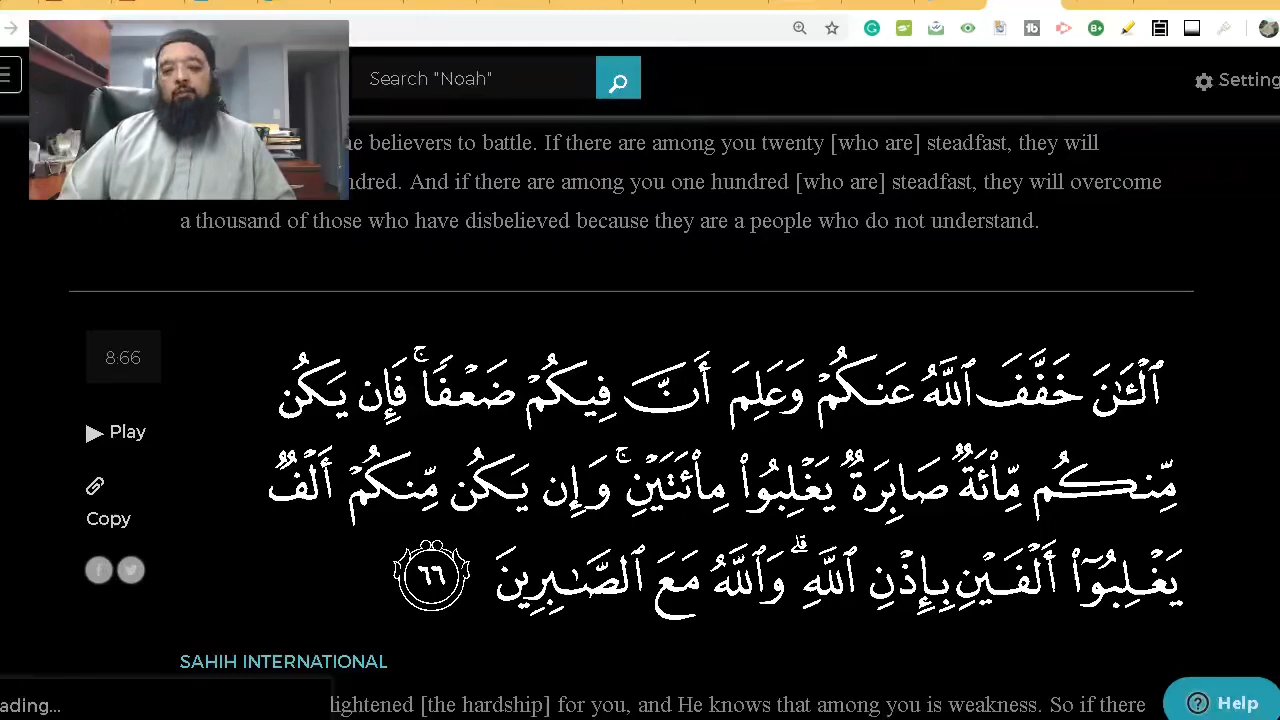 Search "Noah"
Setting
e believers to battle. If there are among you twenty [who are] steadfast, they will
ndred. And if there are among you one hundred [who are] steadfast, they will overcome
a thousand of those who have disbelieved because they are a people who do not understand.
8:66
ٱلْـَٰٔنَ خَفَّفَ ٱللَّهُ عَنكُمْ وَعَلِمَ أَنَّ فِيكُمْ ضَعْفًا ۚ فَإِن يَكُن
مِّنكُم مِّا۟ئَةٌ صَابِرَةٌ يَغْلِبُوا۟ مِا۟ئَتَيْنِ ۚ وَإِن يَكُن مِّنكُمْ أَلْفٌ
يَغْلِبُوٓا۟ أَلْفَيْنِ بِإِذْنِ ٱللَّهِ ۗ وَٱللَّهُ مَعَ ٱلصَّـٰبِرِينَ ٦٦
Play
Copy
SAHIH INTERNATIONAL
lightened [the hardship] for you, and He knows that among you is weakness. So if there
ading...
Help